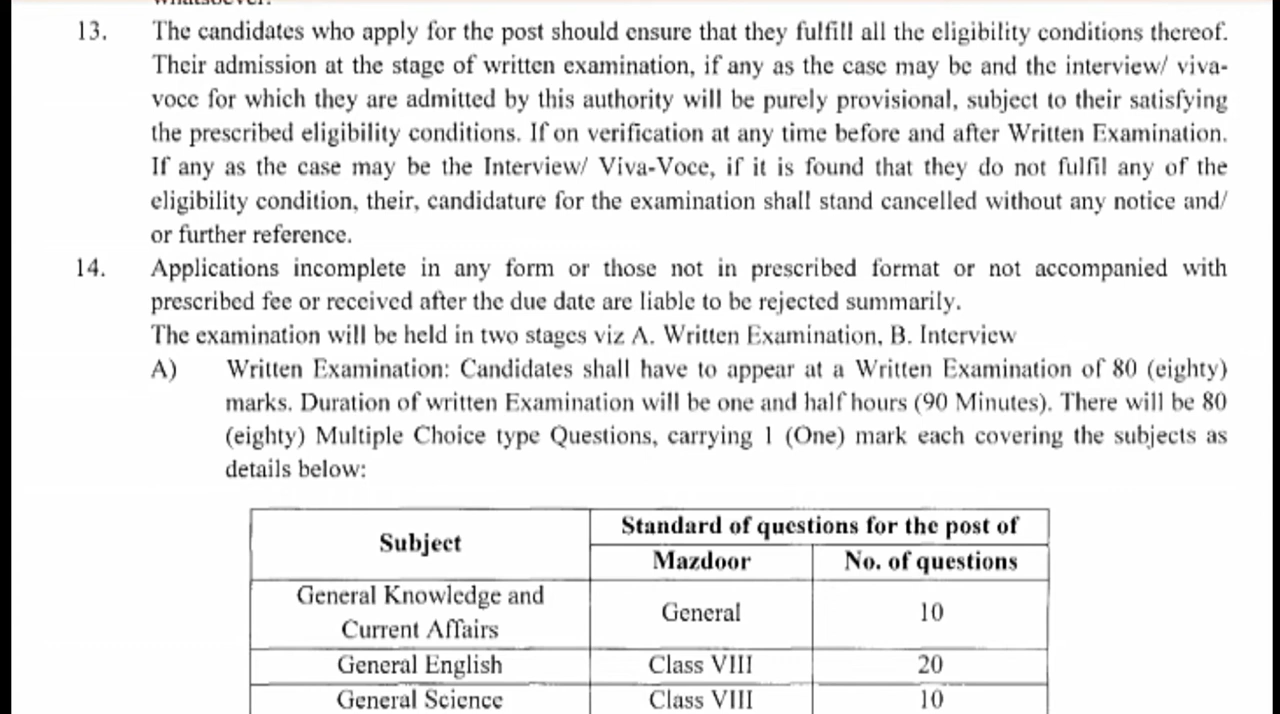 whatsoever.
13. The candidates who apply for the post should ensure that they fulfill all the eligibility conditions thereof.
Their admission at the stage of written examination, if any as the case may be and the interview/ viva-
voce for which they are admitted by this authority will be purely provisional, subject to their satisfying
the prescribed eligibility conditions. If on verification at any time before and after Written Examination.
If any as the case may be the Interview/ Viva-Voce, if it is found that they do not fulfil any of the
eligibility condition, their, candidature for the examination shall stand cancelled without any notice and/
or further reference.
14. Applications incomplete in any form or those not in prescribed format or not accompanied with
prescribed fee or received after the due date are liable to be rejected summarily.
The examination will be held in two stages viz A. Written Examination, B. Interview
A) Written Examination: Candidates shall have to appear at a Written Examination of 80 (eighty)
marks. Duration of written Examination will be one and half hours (90 Minutes). There will be 80
(eighty) Multiple Choice type Questions, carrying 1 (One) mark each covering the subjects as
details below:
Subject
Standard of questions for the post of
Mazdoor No. of questions
General Knowledge and
Current Affairs
General 10
General English Class VIII 20
General Science Class VIII 10